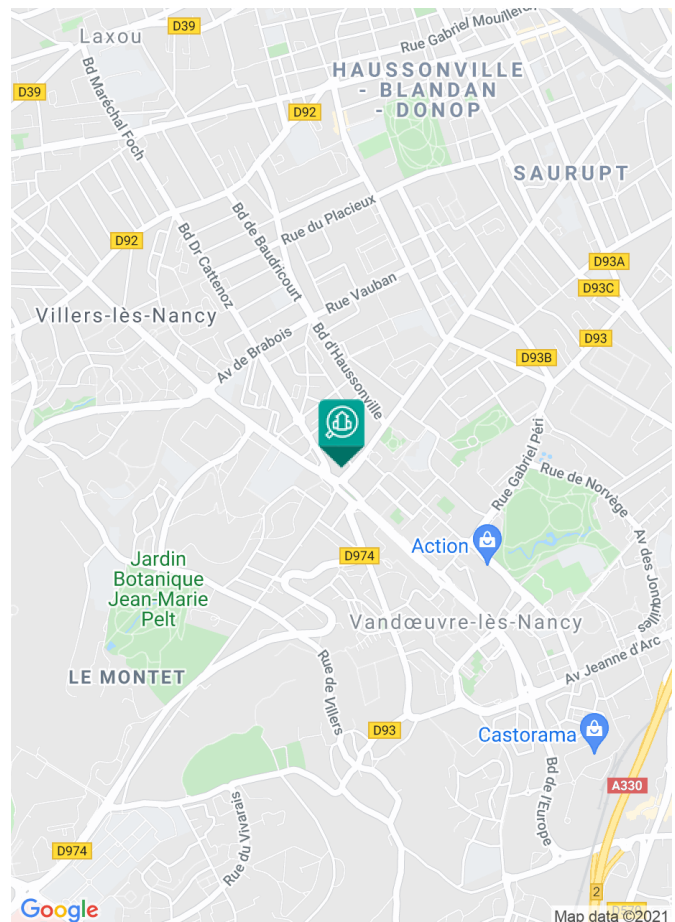 D39
Laxou
Rue Gabriel Mouilleron
D39
HAUSSONVILLE
- BLANDAN
- DONOP
Bd Maréchal Foch
D92
SAURUPT
Rue du Placieux
Bd de Baudricourt
D92
Bd Dr Cattenoz
D93A
D93C
Rue Vauban
Villers-lès-Nancy
Av de Brabois
Bd d'Haussonville
D93
D93B
Rue Gabriel Péri
Rue de Norvège
Action
D974
Av des Jonquilles
Jardin
Botanique
Jean-Marie
Pelt
Vandœuvre-lès-Nancy
LE MONTET
Av Jeanne d'Arc
Rue de Villers
D93
Castorama
Bd de l'Europe
A330
Rue du Vivarais
D974
2
Google
Map data ©2021